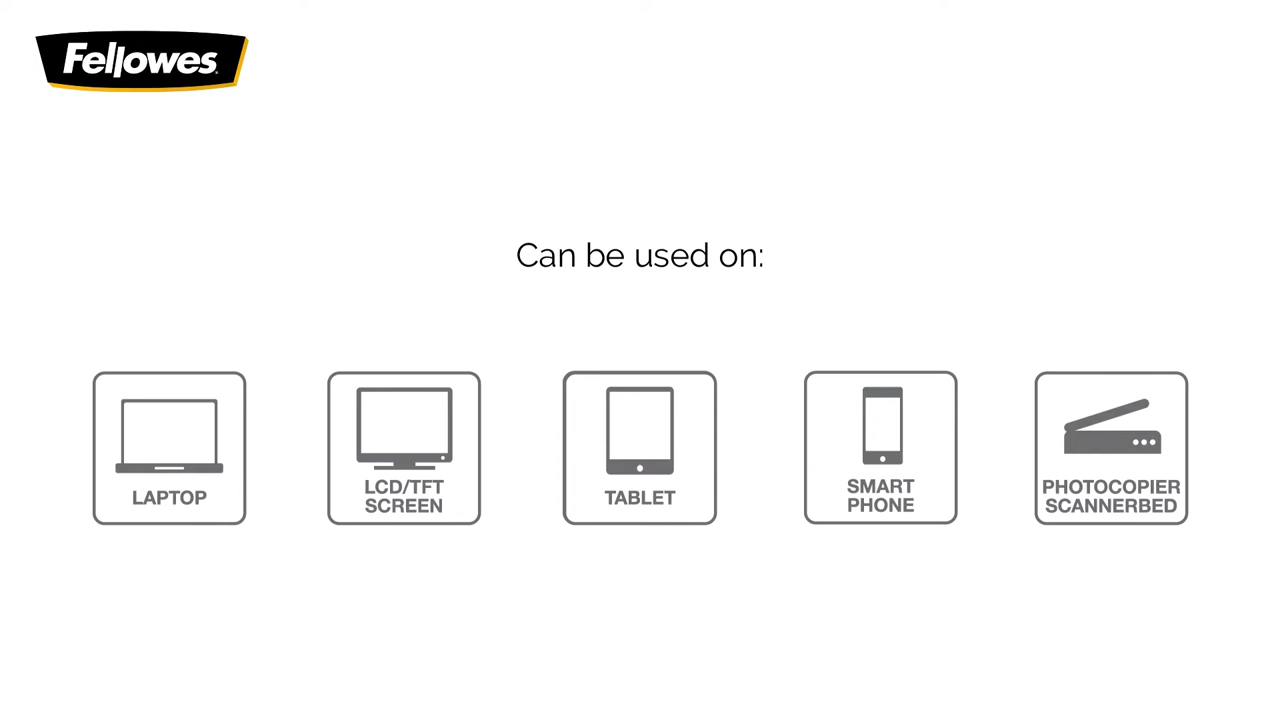 Fellowes
Can be used on:
LAPTOP
LCD/TFT
SCREEN
TABLET
SMART
PHONE
PHOTOCOPIER
SCANNERBED